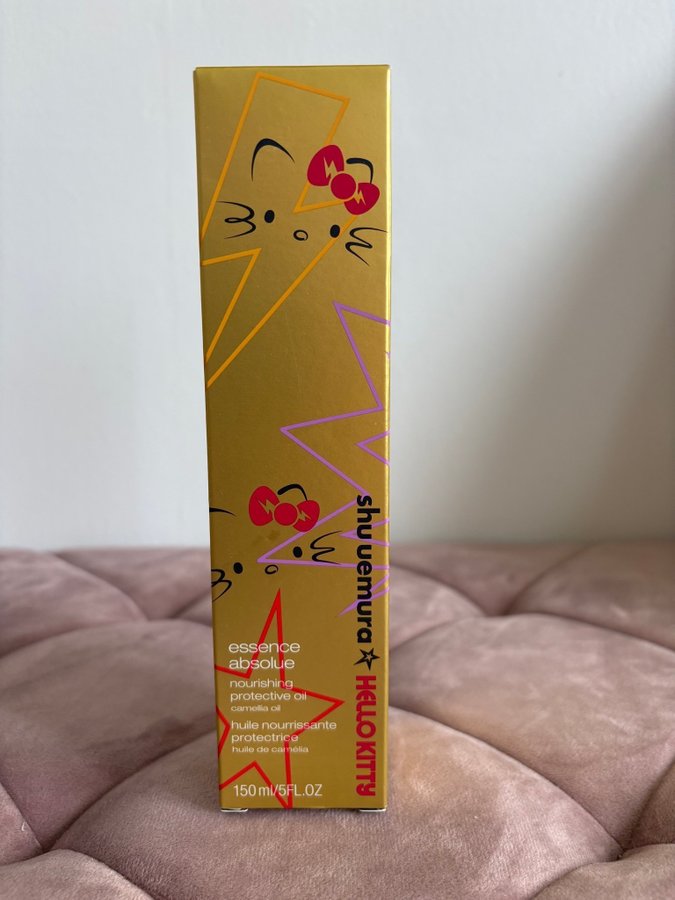 shu uemura ☆ HELLO KITTY
essence
absolue
nourishing
protective oil
camellia oil
huile nourrissante
protectrice
huile de camélia
150 ml/5FL.OZ